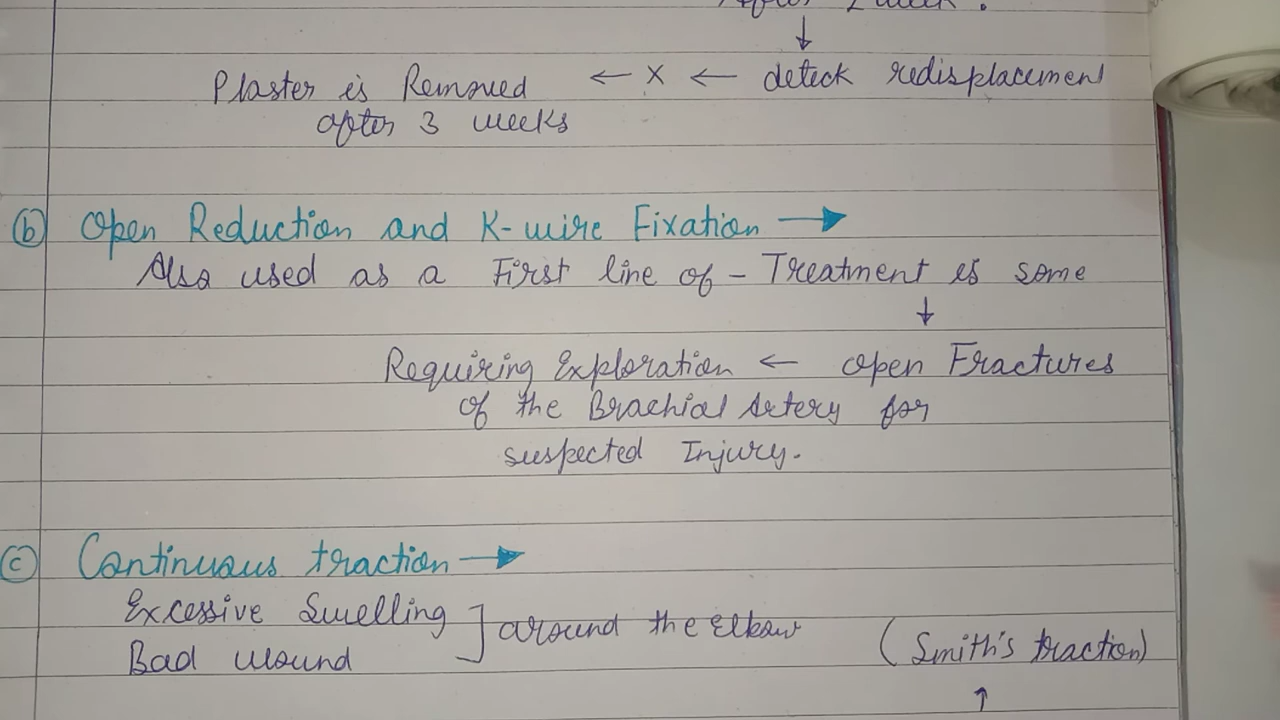 ↓
Plaster is Removed ← x ← deteck redisplacement
after 3 weeks
(b) Open Reduction and K-wire Fixation →
Also used as a First line of - Treatment is some
↓
Requiring Exploration ← open Fractures
of the Brachial Artery for
suspected Injury.
(c) Continuous traction →
Excessive Swelling ] around the Elbow
Bad wound
(Smith's traction)
↑